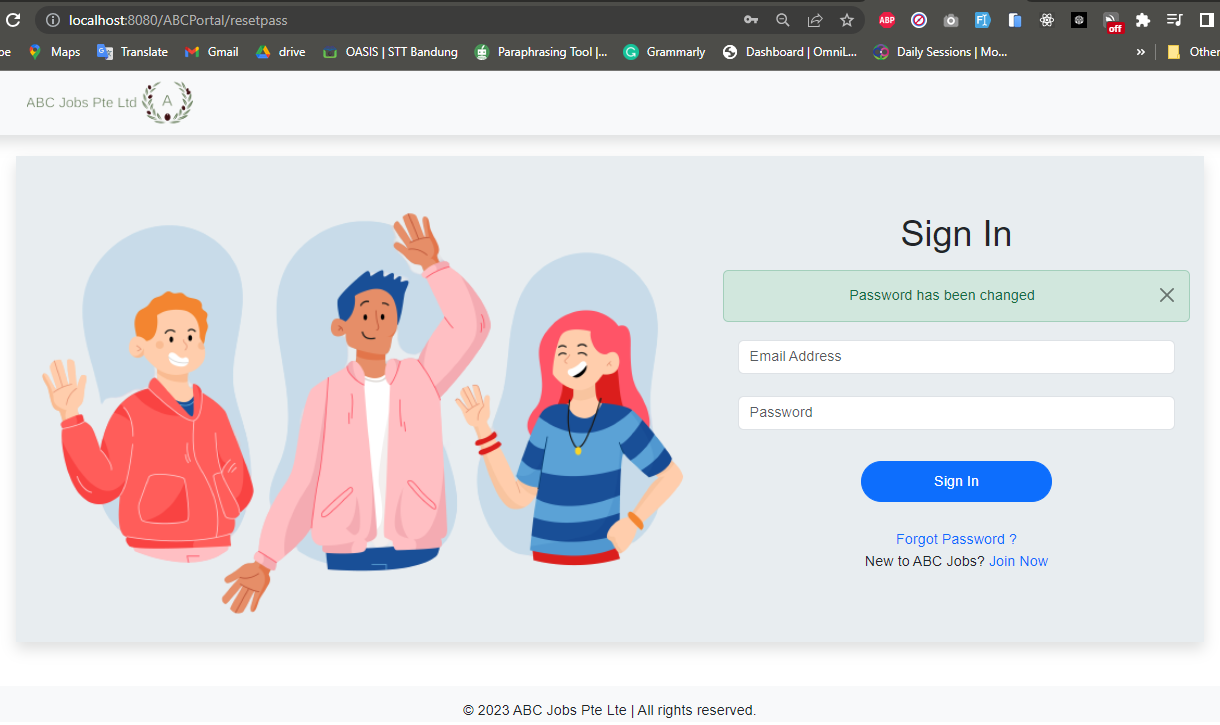 localhost:8080/ABCPortal/resetpass
ABP
off
Maps Translate Gmail drive OASIS | STT Bandung Paraphrasing Tool |... Grammarly Dashboard | OmniL... Daily Sessions | Mo... » Other
ABC Jobs Pte Ltd A
Sign In
Password has been changed
Email Address
Password
Sign In
Forgot Password ?
New to ABC Jobs? Join Now
© 2023 ABC Jobs Pte Lte | All rights reserved.